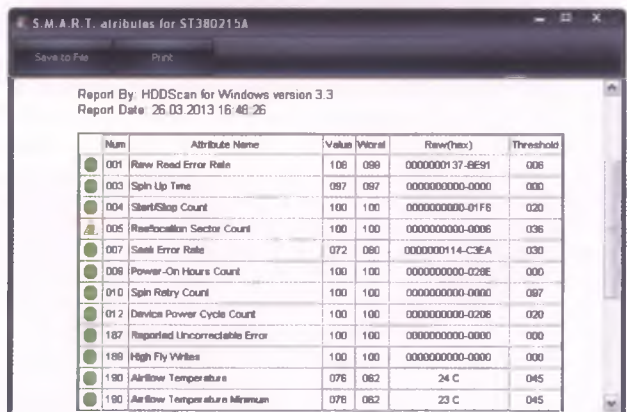 S.M.A.R.T. atributes for ST380215A
Save to File Print
Report By: HDDScan for Windows version 3.3
Report Date: 26.03.2013 16:48:26
Num Attribute Name Value Worst Raw(hex) Threshold
001 Raw Read Error Rate 108 099 0000000137-BE91 006
003 Spin Up Time 097 097 0000000000-0000 000
004 Start/Stop Count 100 100 0000000000-01F6 020
005 Reallocation Sector Count 100 100 0000000000-0006 036
007 Seek Error Rate 072 060 0000000114-C3EA 030
009 Power-On Hours Count 100 100 0000000000-028E 000
010 Spin Retry Count 100 100 0000000000-0000 097
012 Device Power Cycle Count 100 100 0000000000-0206 020
187 Reported Uncorrectable Error 100 100 0000000000-0000 000
189 High Fly Writes 100 100 0000000000-0000 000
190 Airflow Temperature 076 062 24 C 045
190 Airflow Temperature Minimum 076 062 23 C 045